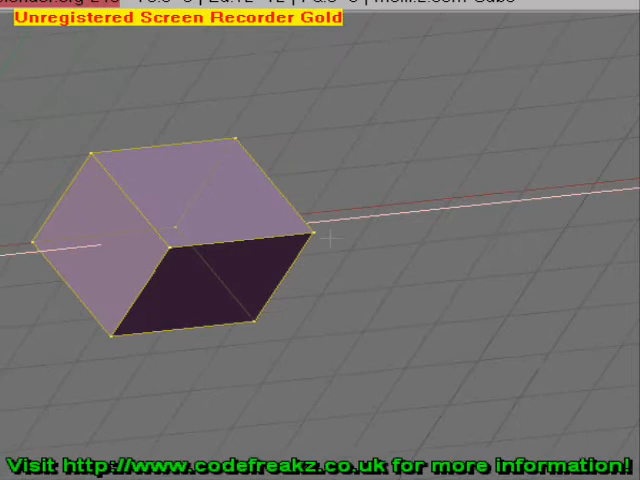 Unregistered Screen Recorder Gold
Visit http://www.codefreakz.co.uk for more information!